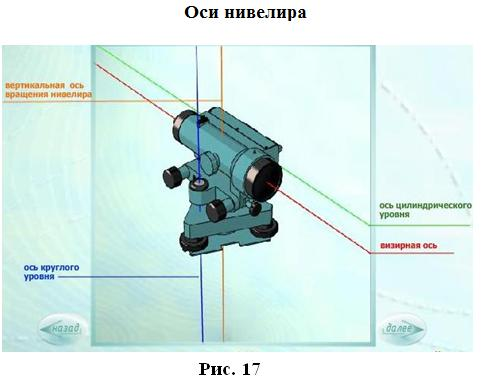 Оси нивелира
вертикальная ось
вращения нивелира
ось цилиндрического
уровня
визирная ось
ось круглого
уровня
назад
далее
Рис. 17